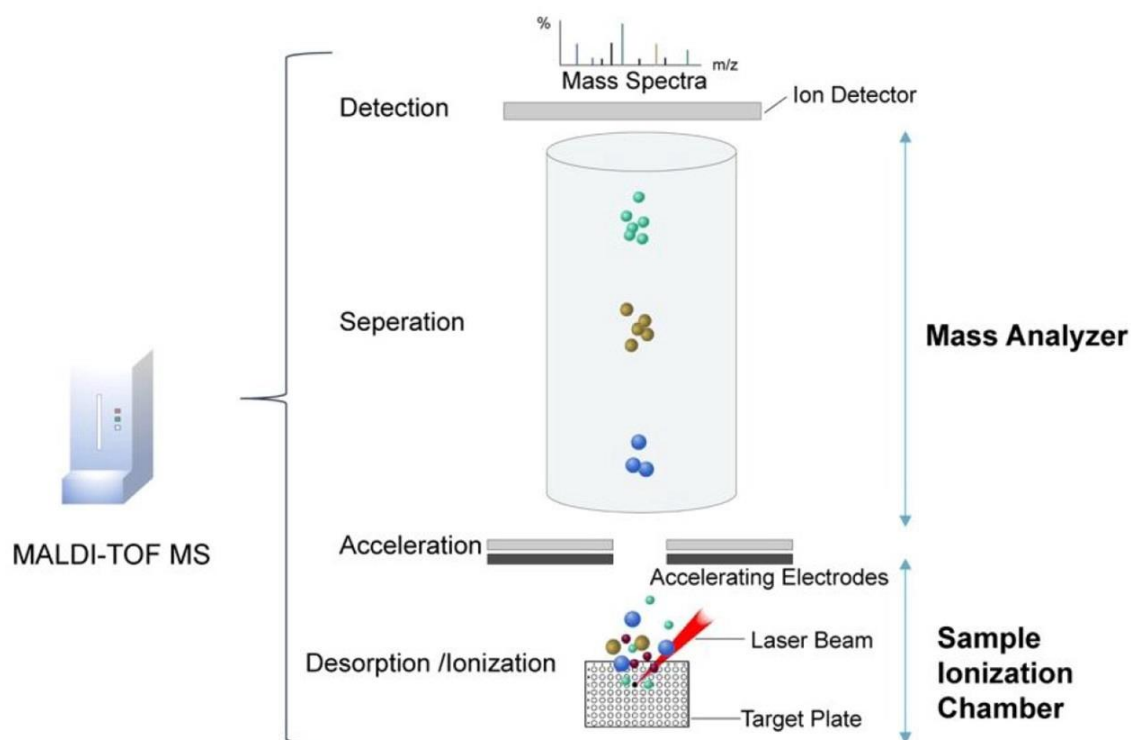 %
m/z
Mass Spectra
Detection
Ion Detector
Seperation
Mass Analyzer
MALDI-TOF MS
Acceleration
Accelerating Electrodes
Desorption /Ionization
Laser Beam
Target Plate
Sample
Ionization
Chamber